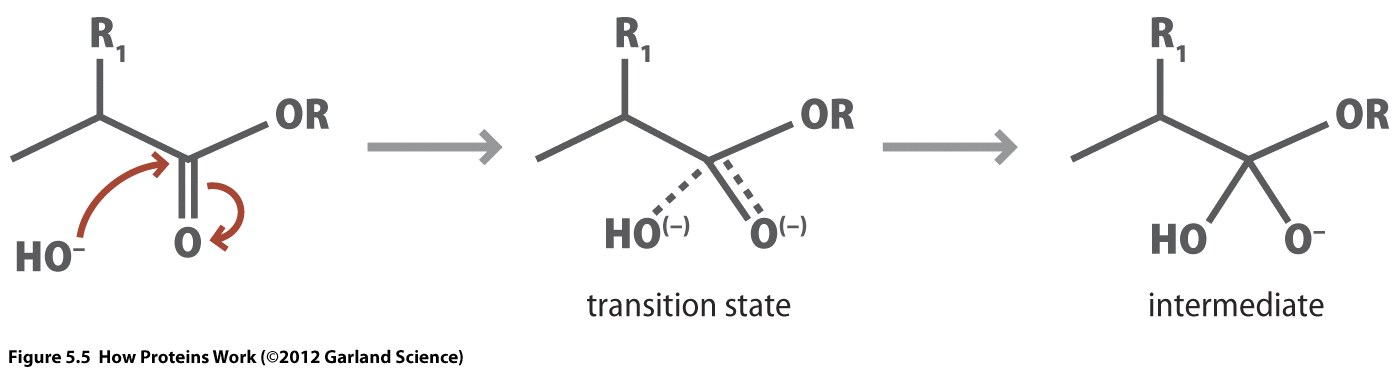 R₁ R₁ R₁
OR OR OR
HO⁻ O HO⁽⁻⁾ O⁽⁻⁾ HO O⁻
transition state intermediate
Figure 5.5 How Proteins Work (©2012 Garland Science)